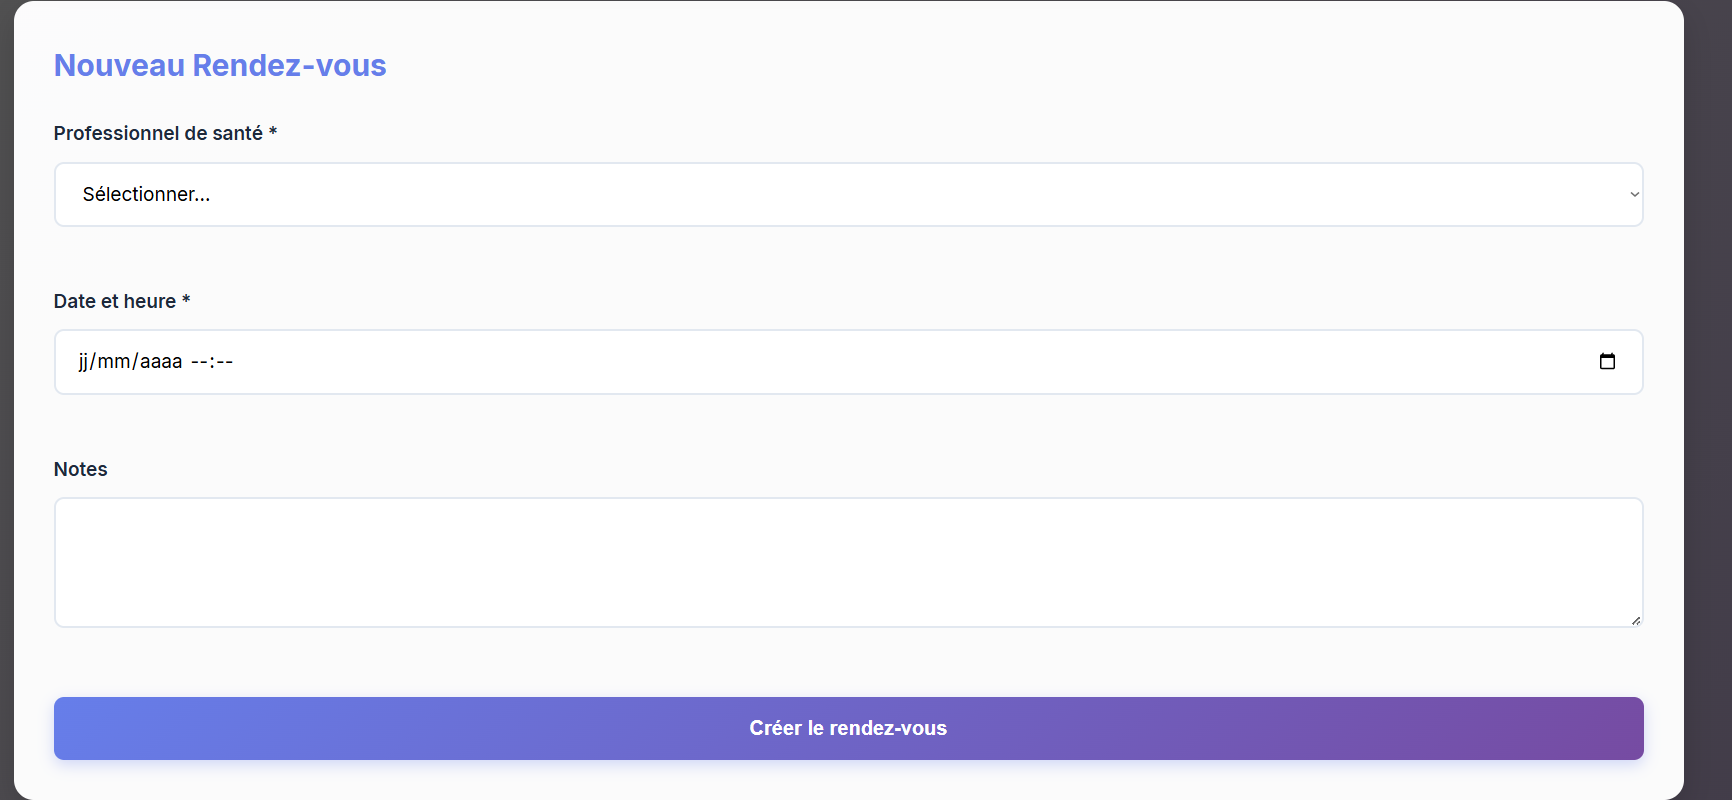 Nouveau Rendez-vous
Professionnel de santé *
Sélectionner...
Date et heure *
jj/mm/aaaa --:--
Notes
Créer le rendez-vous